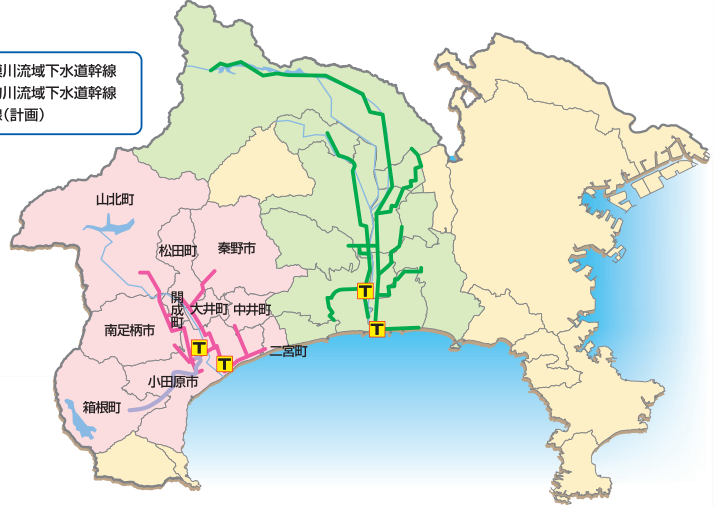 川流域下水道幹線
川流域下水道幹線
(計画)
山北町
松田町
秦野市
開成町
大井町
中井町
南足柄市
二宮町
小田原市
箱根町
T
T
T
T